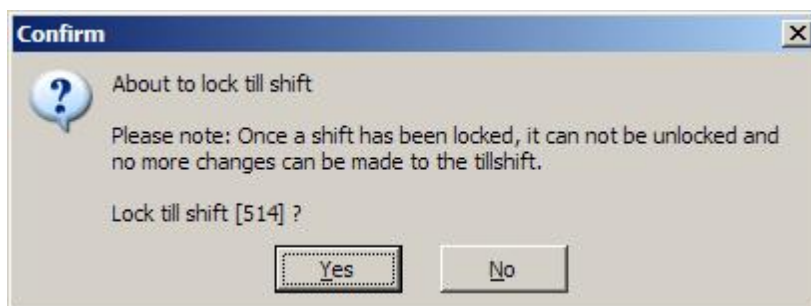 Confirm
About to lock till shift
Please note: Once a shift has been locked, it can not be unlocked and
no more changes can be made to the tillshift.
Lock till shift [514] ?
Yes No